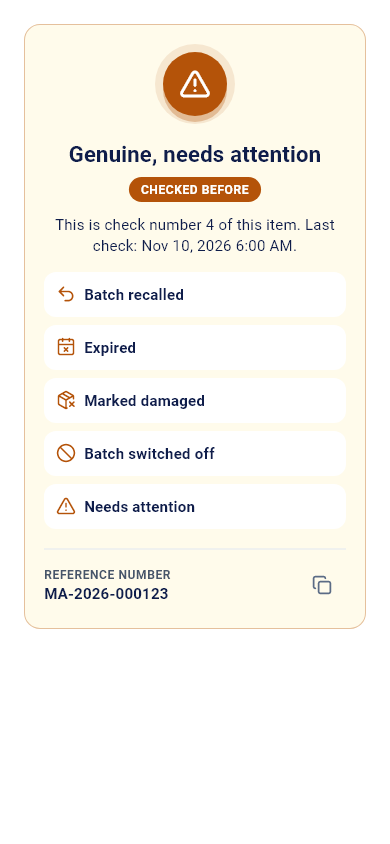 Genuine, needs attention
CHECKED BEFORE
This is check number 4 of this item. Last
check: Nov 10, 2026 6:00 AM.
Batch recalled
Expired
Marked damaged
Batch switched off
Needs attention
REFERENCE NUMBER
MA-2026-000123